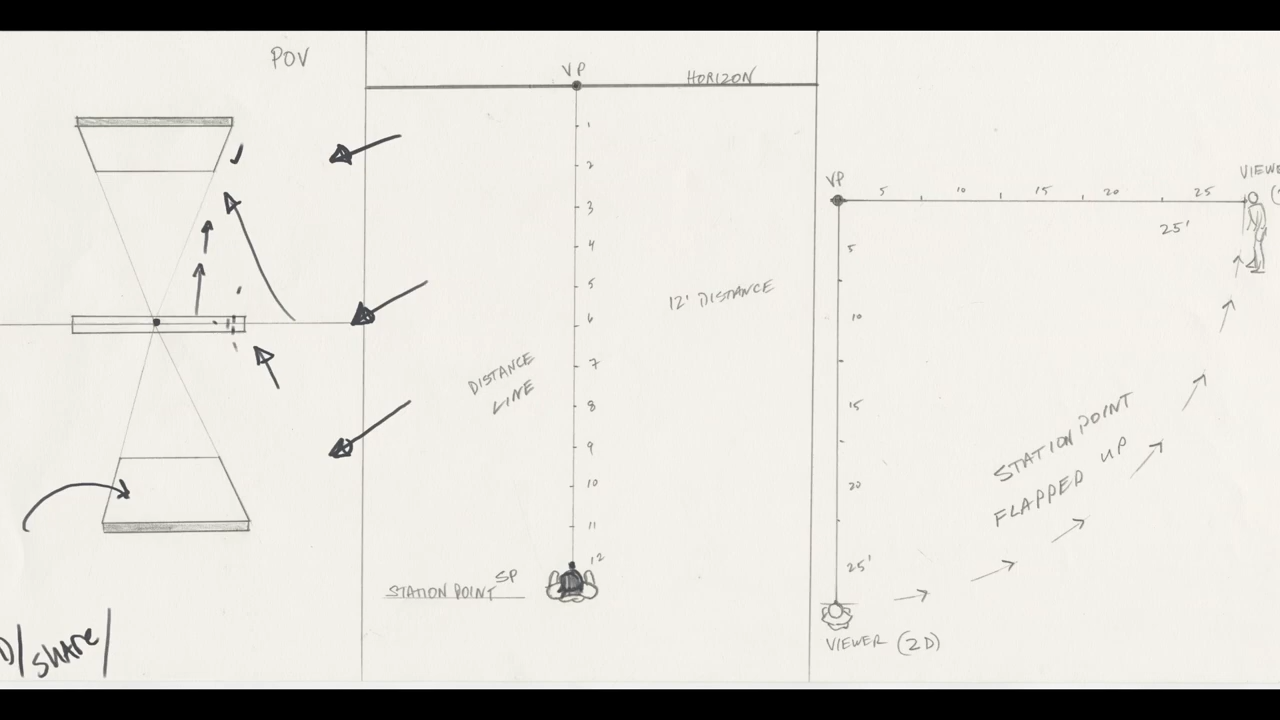 POV
D/SHARE/
VP
HORIZON
1
2
3
4
5
6
7
8
9
10
11
12
12' DISTANCE
DISTANCE
LINE
STATION POINT SP
VP
5
10
15
20
25
VIEWE
25'
5
10
15
20
25'
STATION POINT
FLAPPED UP
VIEWER (2D)